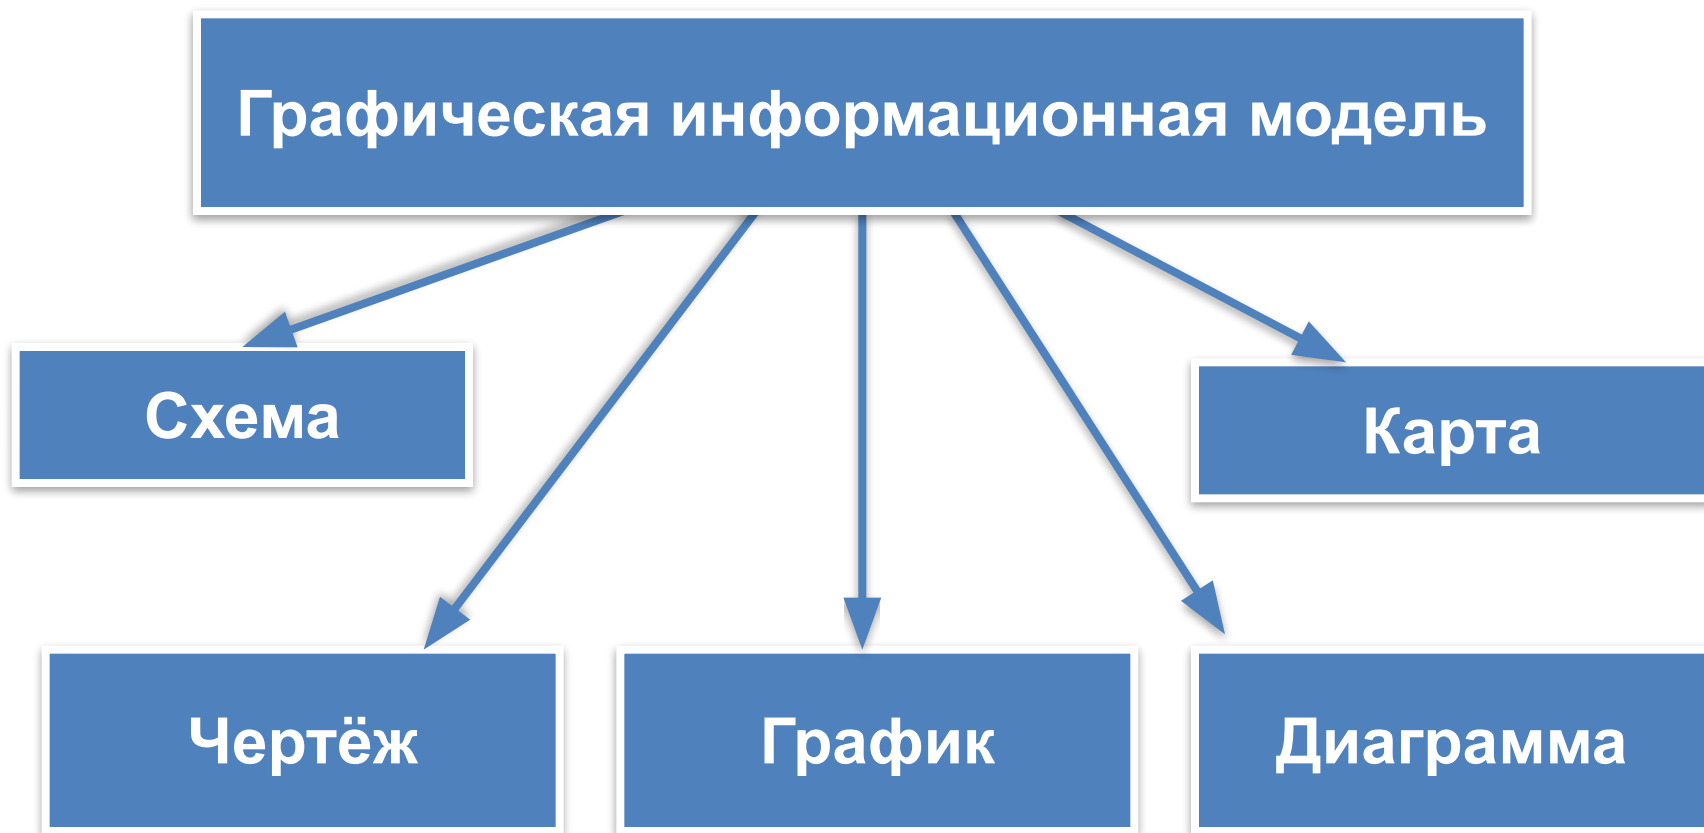 Графическая информационная модель
Схема
Карта
Чертёж
График
Диаграмма